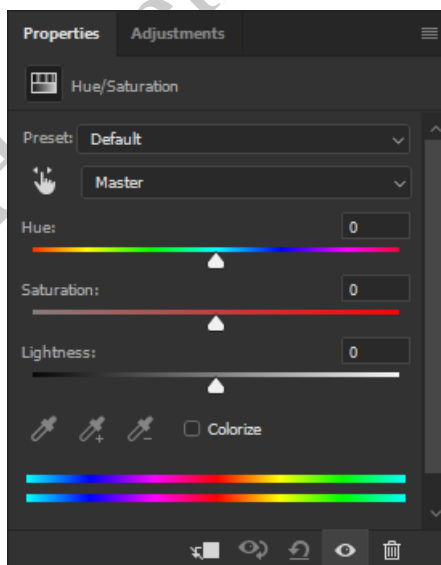 Properties Adjustments
Hue/Saturation
Preset: Default
Master
Hue: 0
Saturation: 0
Lightness: 0
Colorize